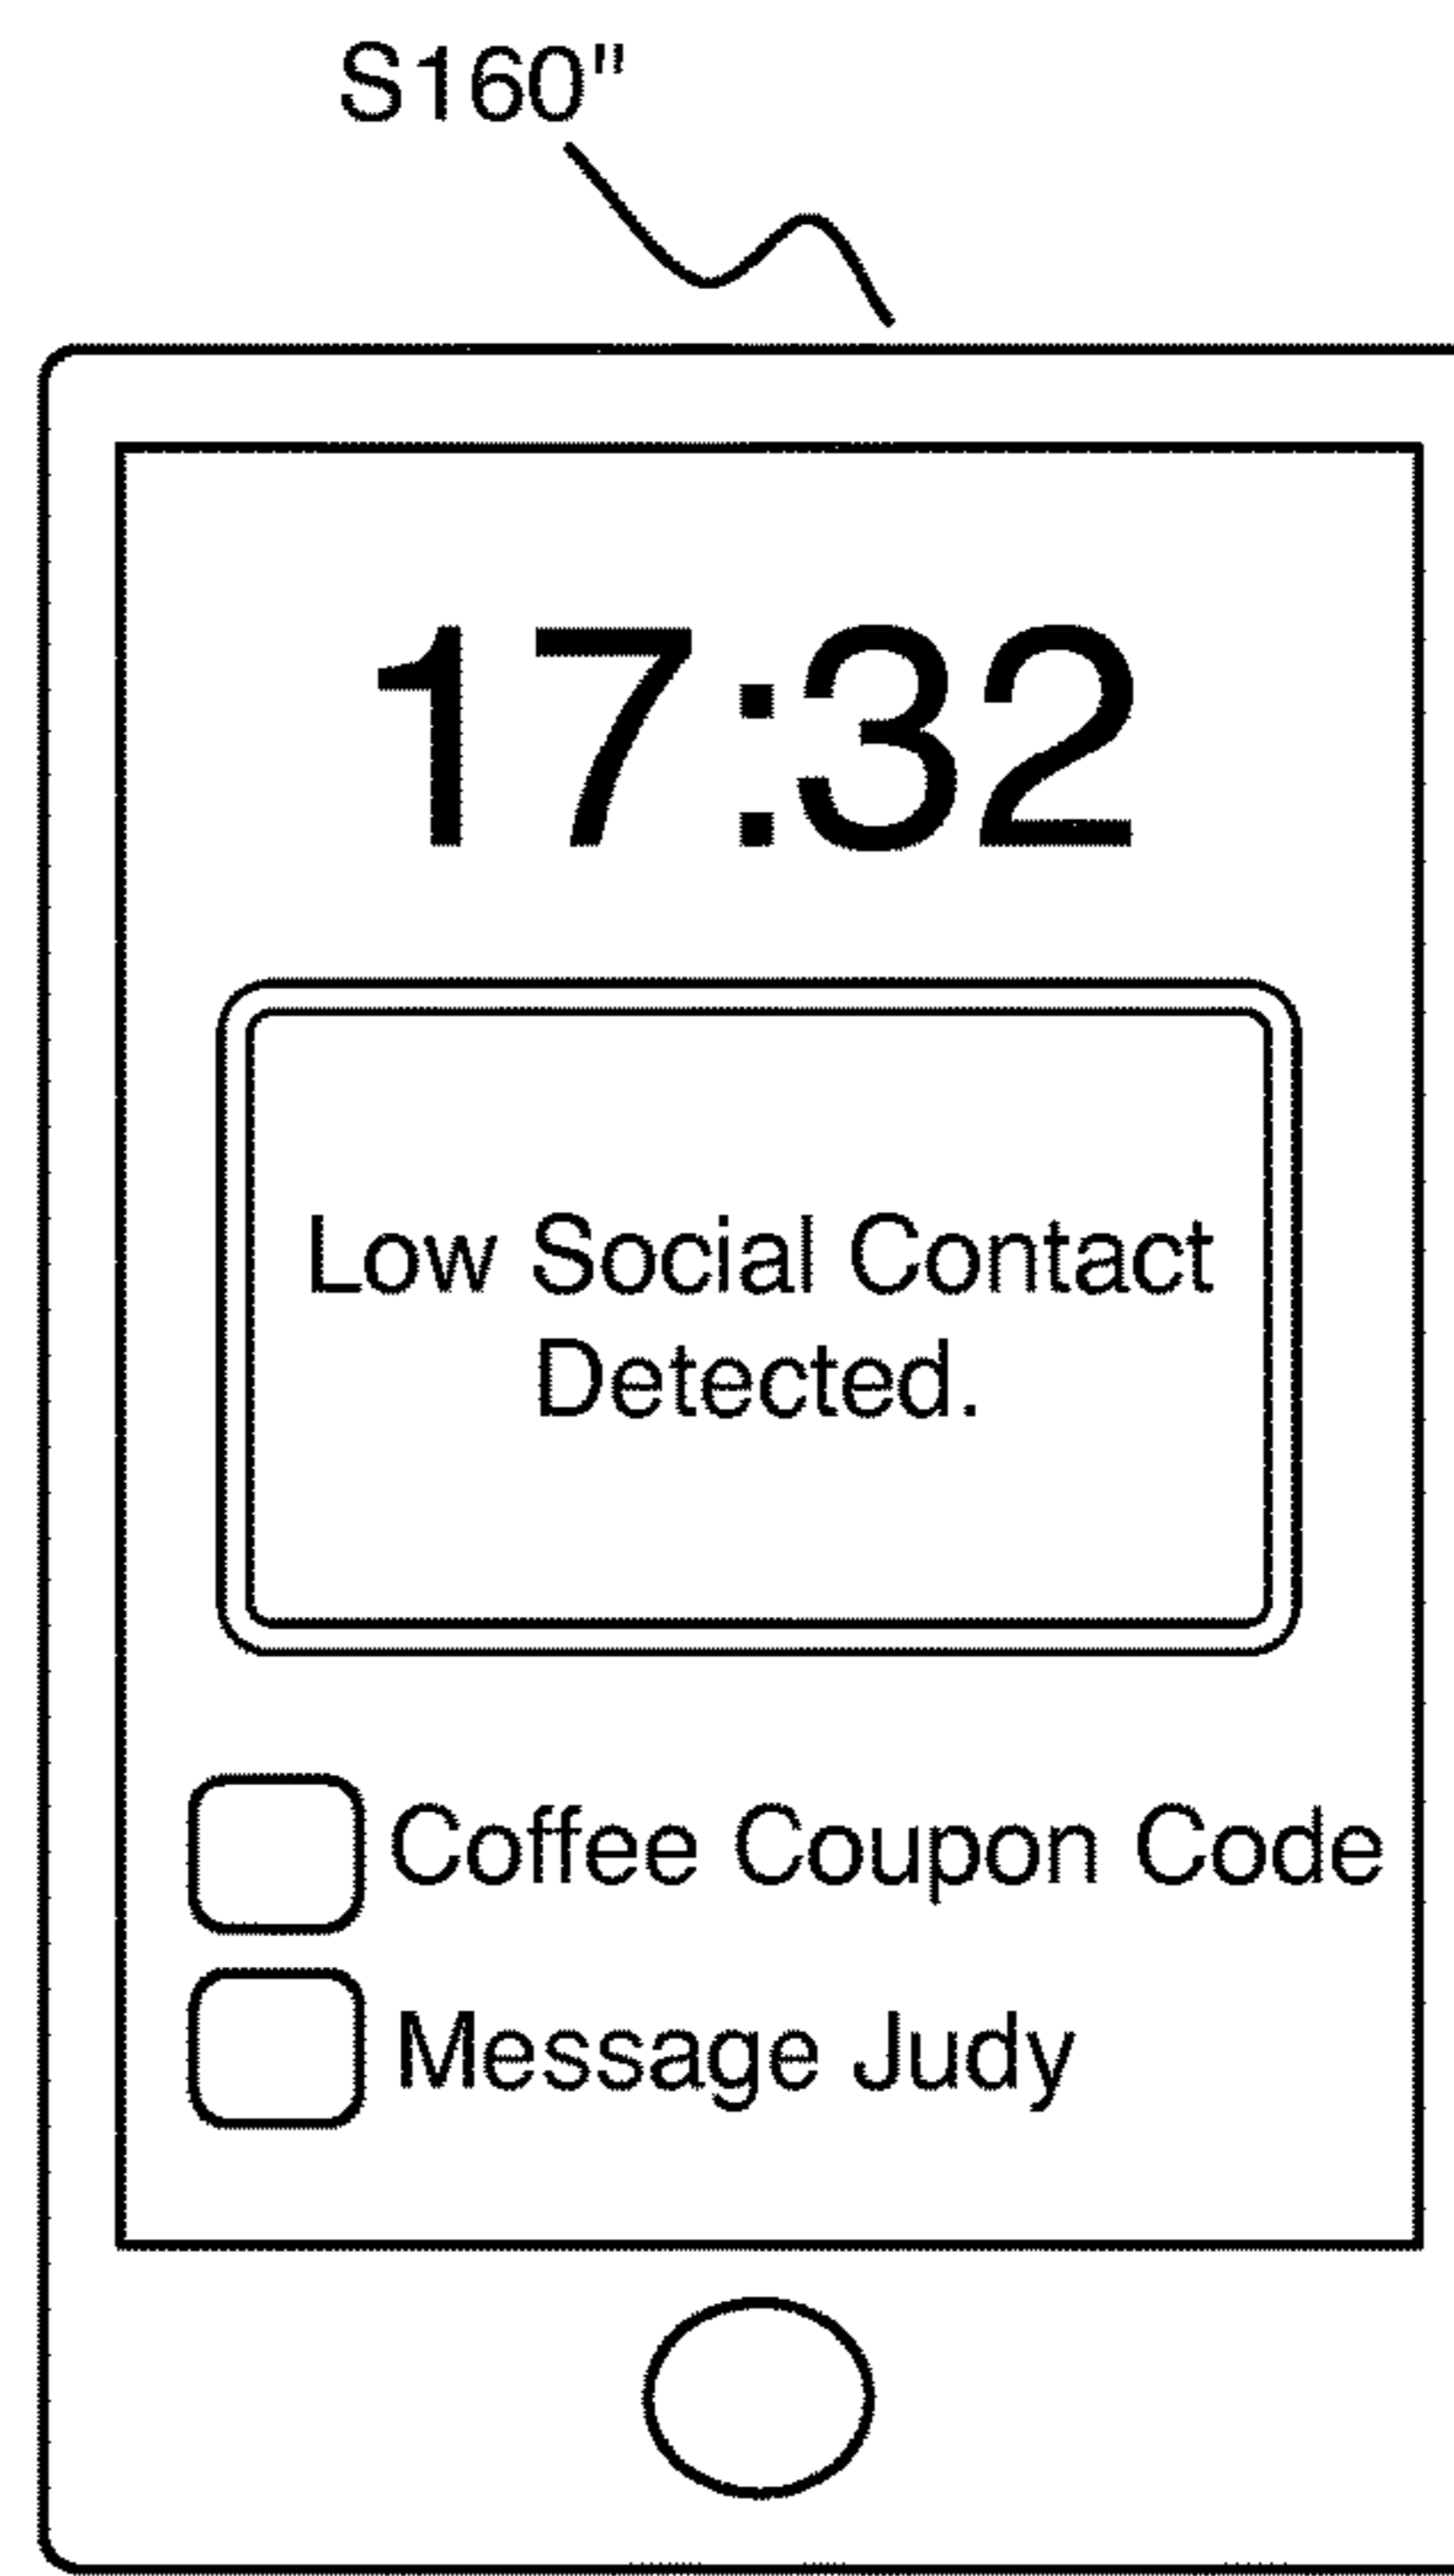 S160"
17:32
Low Social Contact
Detected.
Coffee Coupon Code
Message Judy